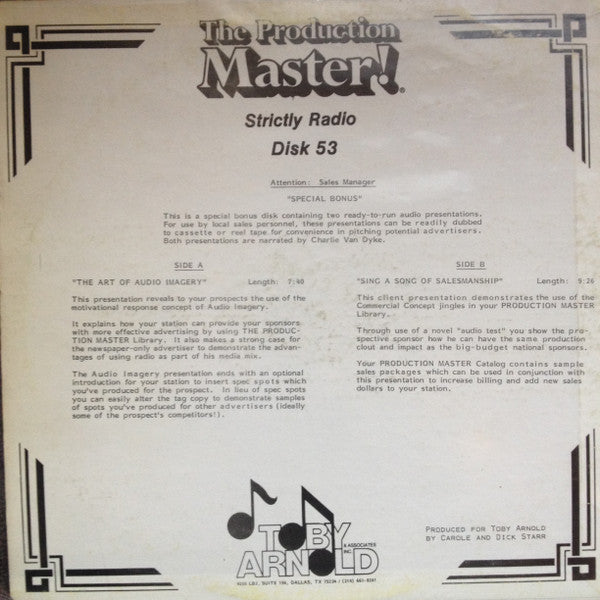 The Production
Master!®
Strictly Radio
Disk 53
Attention: Sales Manager
"SPECIAL BONUS"
This is a special bonus disk containing two ready-to-run audio presentations.
For use by local sales personnel, these presentations can be readily dubbed
to cassette or reel tape for convenience in pitching potential advertisers.
Both presentations are narrated by Charlie Van Dyke.
SIDE A
"THE ART OF AUDIO IMAGERY" Length: 7:40
This presentation reveals to your prospects the use of the
motivational response concept of Audio Imagery.
It explains how your station can provide your sponsors
with more effective advertising by using THE PRODUC-
TION MASTER Library. It also makes a strong case for
the newspaper-only advertiser to demonstrate the advan-
tages of using radio as part of his media mix.
The Audio Imagery presentation ends with an optional
introduction for your station to insert spec spots which
you've produced for the prospect. In lieu of spec spots
you can easily alter the tag copy to demonstrate samples
of spots you've produced for other advertisers (ideally
some of the prospect's competitors!).
SIDE B
"SING A SONG OF SALESMANSHIP" Length: 9:26
This client presentation demonstrates the use of the
Commercial Concept jingles in your PRODUCTION MASTER
Library.
Through use of a novel "audio test" you show the pro-
spective sponsor how he can have the same production
clout and impact as the big-budget national sponsors.
Your PRODUCTION MASTER Catalog contains sample
sales packages which can be used in conjunction with
this presentation to increase billing and add new sales
dollars to your station.
TOBY
ARNOLD
& ASSOCIATES
INC.
LBJ, SUITE DALLAS, TX
PRODUCED FOR TOBY ARNOLD
BY CAROLE AND DICK STARR